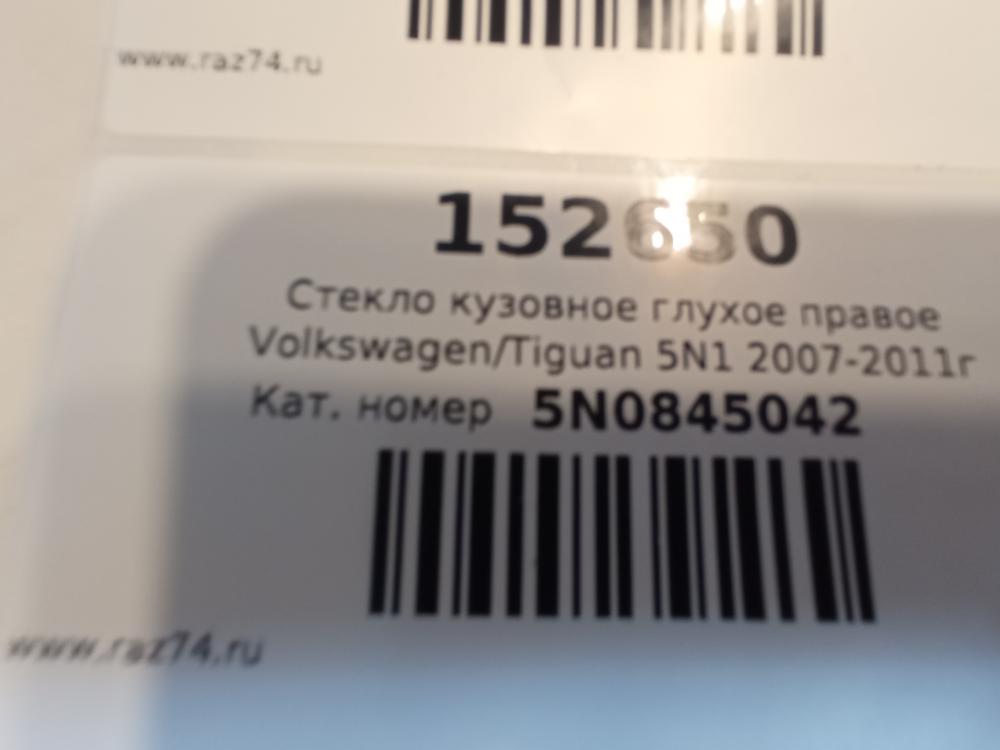 www.raz74.ru
152650
Стекло кузовное глухое правое
Volkswagen/Tiguan 5N1 2007-2011г
Кат. номер 5N0845042
www.raz74.ru